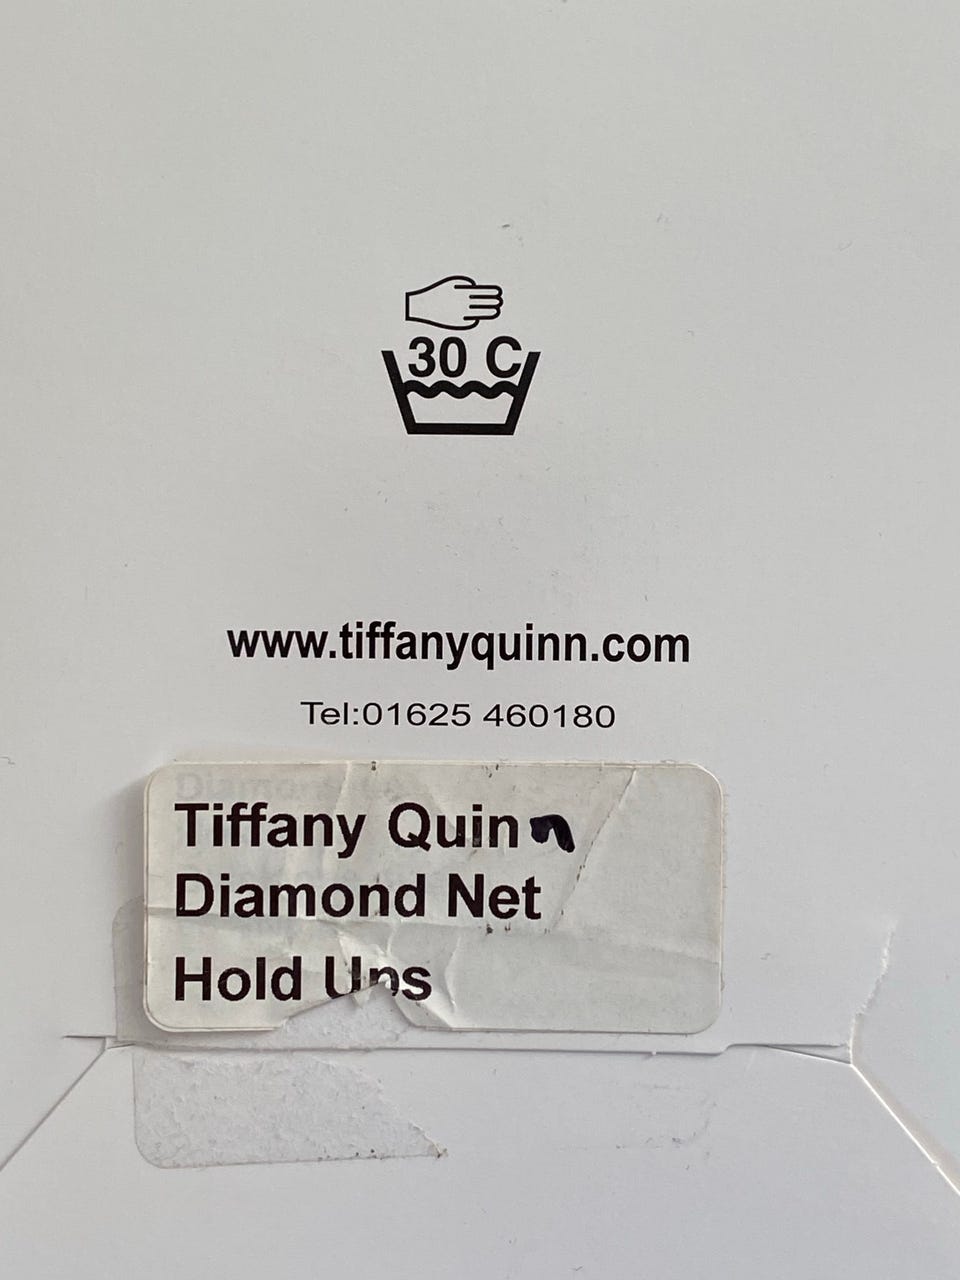 30 C
www.tiffanyquinn.com
Tel:01625 460180
Tiffany Quinn
Diamond Net
Hold Ups